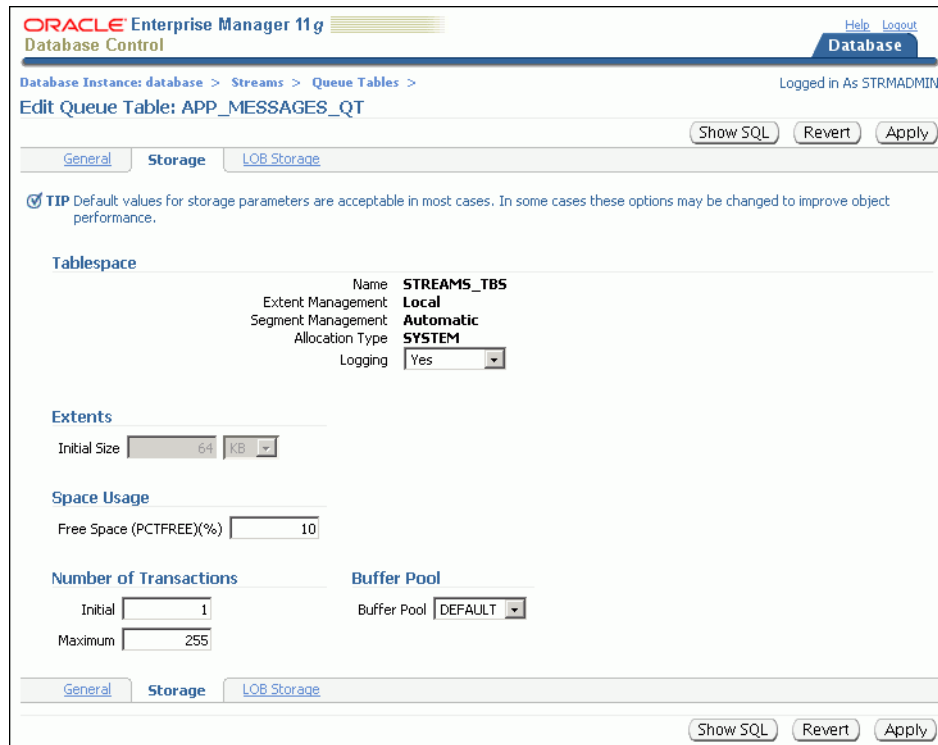 ORACLE Enterprise Manager 11g
Database Control
Help Logout
Database
Database Instance: database > Streams > Queue Tables >
Logged in As STRMADMIN
Edit Queue Table: APP_MESSAGES_QT
Show SQL Revert Apply
General Storage LOB Storage
TIP Default values for storage parameters are acceptable in most cases. In some cases these options may be changed to improve object
performance.
Tablespace
Name STREAMS_TBS
Extent Management Local
Segment Management Automatic
Allocation Type SYSTEM
Logging Yes
Extents
Initial Size 64 KB
Space Usage
Free Space (PCTFREE)(%) 10
Number of Transactions
Initial 1
Maximum 255
Buffer Pool
Buffer Pool DEFAULT
General Storage LOB Storage
Show SQL Revert Apply